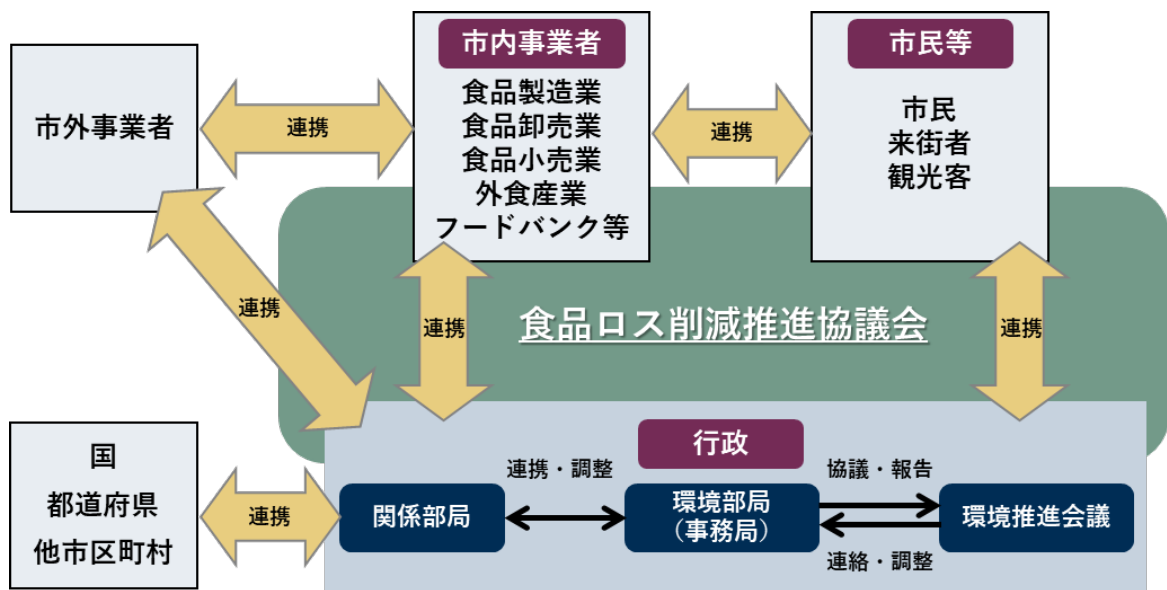 市内事業者
食品製造業
食品卸売業
食品小売業
外食産業
フードバンク等
市民等
市民
来街者
観光客
市外事業者
連携
連携
連携
連携
連携
食品ロス削減推進協議会
国
都道府県
他市区町村
連携
行政
関係部局
連携・調整
環境部局
（事務局）
協議・報告
連絡・調整
環境推進会議